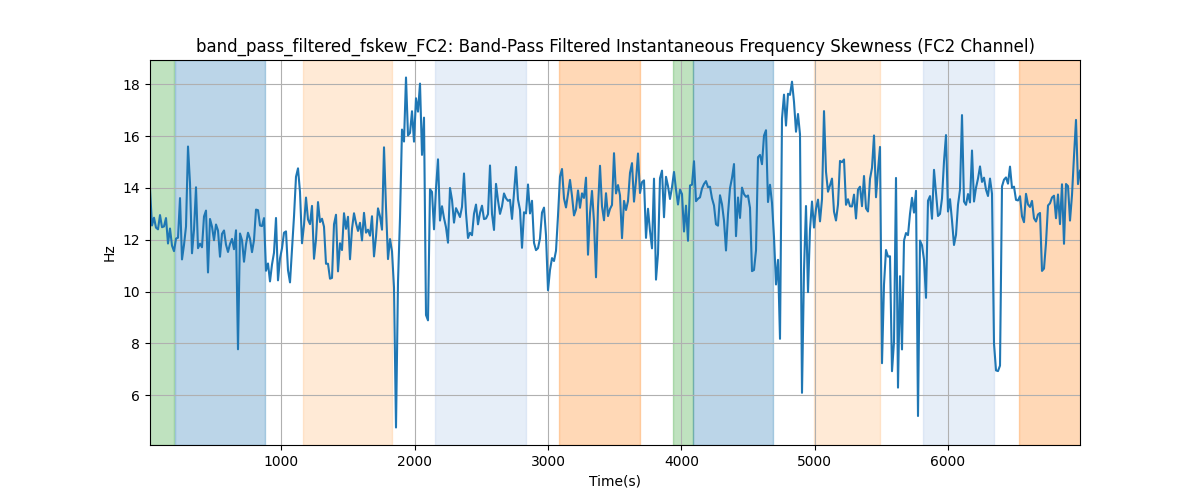 band_pass_filtered_fskew_FC2: Band-Pass Filtered Instantaneous Frequency Skewness (FC2 Channel)
18
16
14
12
10
8
6
Hz
1000 2000 3000 4000 5000 6000
Time(s)